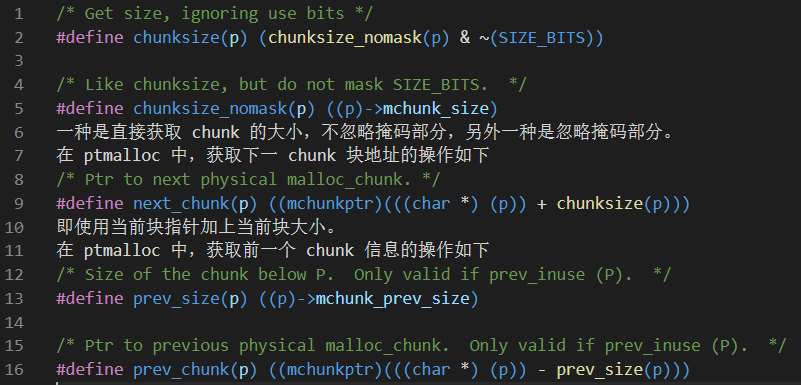 1 /* Get size, ignoring use bits */
2 #define chunksize(p) (chunksize_nomask(p) & ~(SIZE_BITS))
3
4 /* Like chunksize, but do not mask SIZE_BITS.  */
5 #define chunksize_nomask(p) ((p)->mchunk_size)
6 一种是直接获取 chunk 的大小，不忽略掩码部分，另外一种是忽略掩码部分。
7 在 ptmalloc 中，获取下一 chunk 块地址的操作如下
8 /* Ptr to next physical malloc_chunk. */
9 #define next_chunk(p) ((mchunkptr)(((char *) (p)) + chunksize(p)))
10 即使用当前块指针加上当前块大小。
11 在 ptmalloc 中，获取前一个 chunk 信息的操作如下
12 /* Size of the chunk below P.  Only valid if prev_inuse (P).  */
13 #define prev_size(p) ((p)->mchunk_prev_size)
14
15 /* Ptr to previous physical malloc_chunk.  Only valid if prev_inuse (P).  */
16 #define prev_chunk(p) ((mchunkptr)(((char *) (p)) - prev_size(p)))